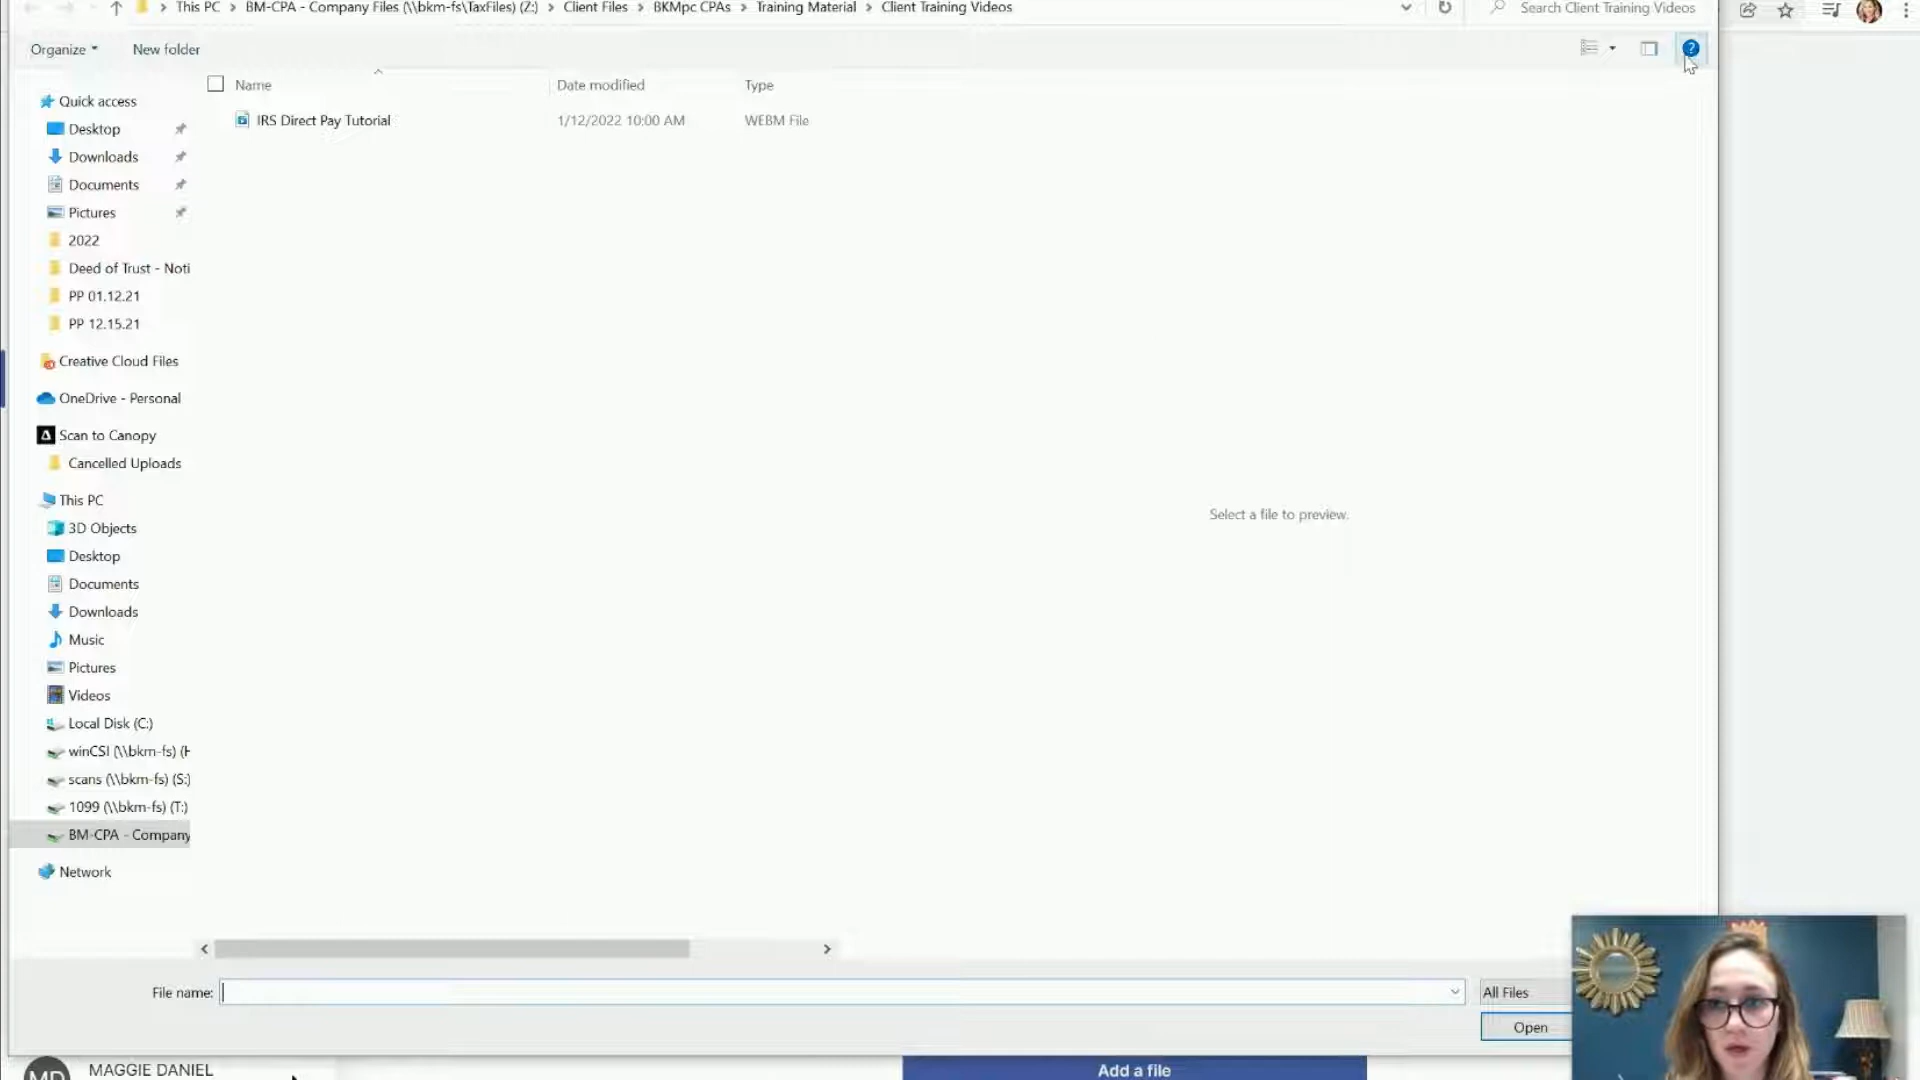 This PC > BM-CPA - Company Files (\\bkm-fs\TaxFiles) (Z:) > Client Files > BKMpc CPAs > Training Material > Client Training Videos
Search Client Training Videos
Organize
New folder
?
Name
Date modified
Type
IRS Direct Pay Tutorial
1/12/2022 10:00 AM
WEBM File
Quick access
Desktop
Downloads
Documents
Pictures
2022
Deed of Trust - Noti
PP 01.12.21
PP 12.15.21
Creative Cloud Files
OneDrive - Personal
Scan to Canopy
Cancelled Uploads
This PC
3D Objects
Desktop
Documents
Downloads
Music
Pictures
Videos
Local Disk (C:)
winCSI (\\bkm-fs) (H
scans (\\bkm-fs) (S:)
1099 (\\bkm-fs) (T:)
BM-CPA - Company
Network
Select a file to preview.
File name:
All Files
Open
MD
MAGGIE DANIEL
Add a file